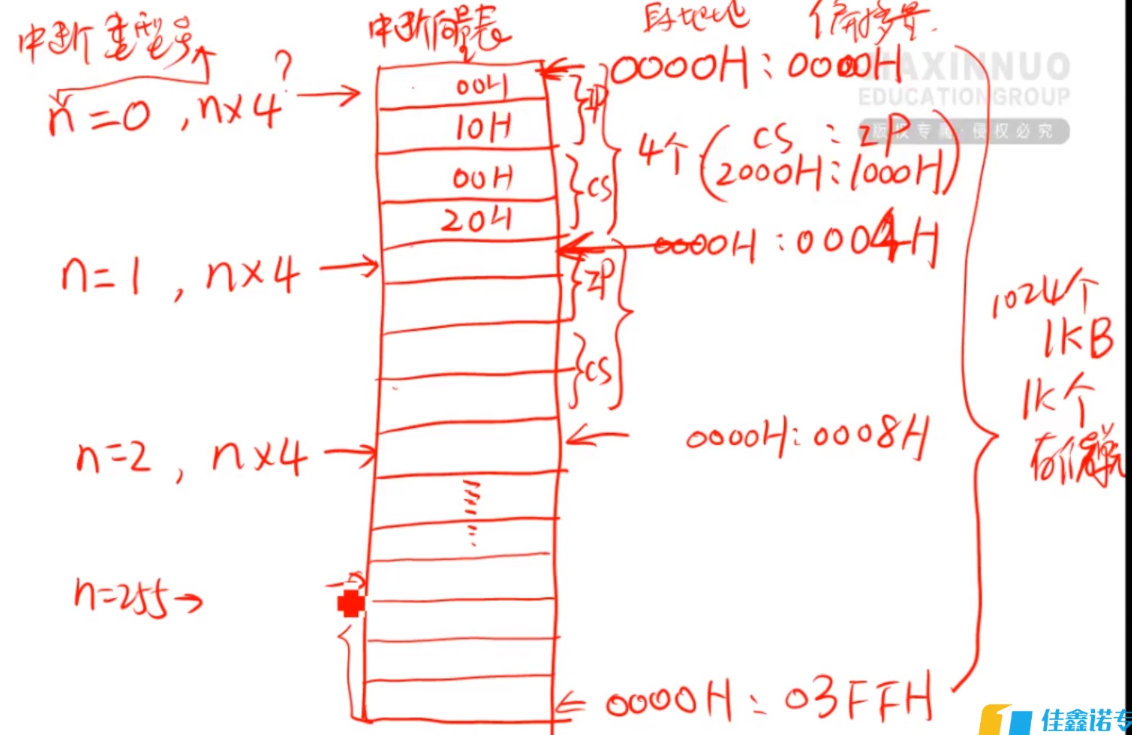 中断类型号 中断向量表 段地址 偏移量
n=0 , n×4 ? → 00H 0000H : 0000H
JIAXINNUO
EDUCATIONGROUP
版权专属·侵权必究
10H IP 4个 ( CS : IP
00H CS 2000H : 1000H )
20H
n=1 , n×4 → IP 0000H : 0004H
CS
1024个
1KB
1K个
存储单元
n=2 , n×4 → 0000H : 0008H
n=255 →
0000H : 03FFH
佳鑫诺专